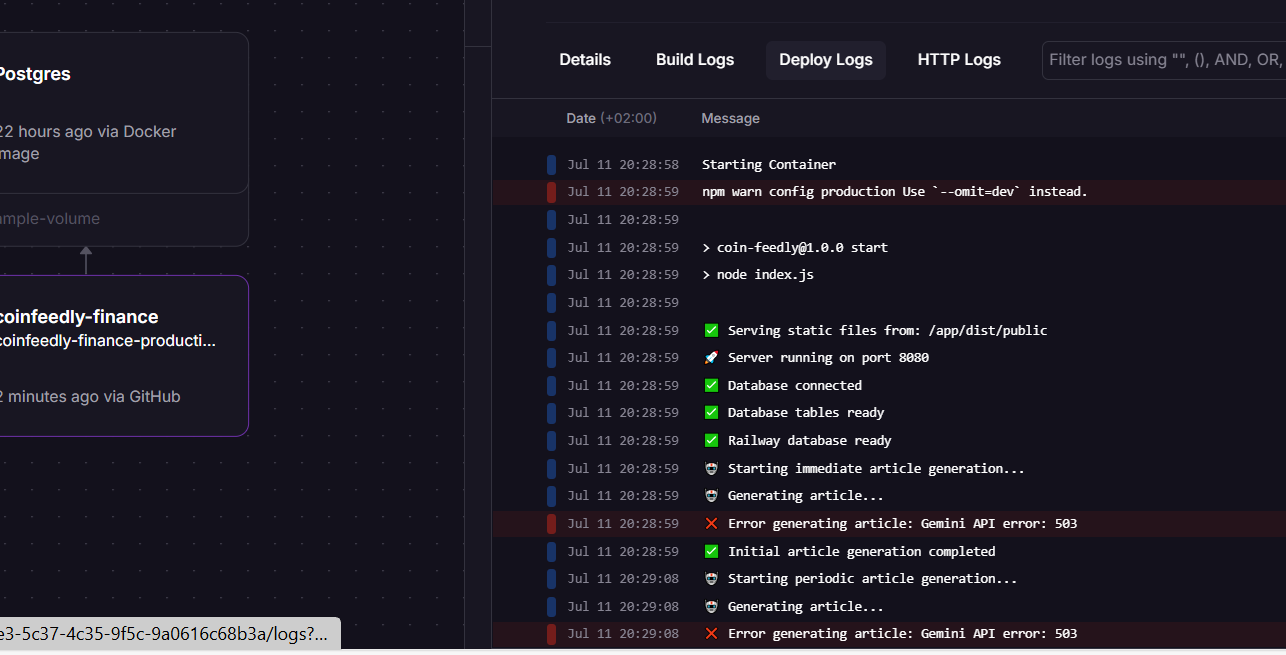 Postgres
22 hours ago via Docker
mage
mple-volume
coinfeedly-finance
coinfeedly-finance-producti...
2 minutes ago via GitHub
e3-5c37-4c35-9f5c-9a0616c68b3a/logs?...
Details Build Logs Deploy Logs HTTP Logs Filter logs using "", (), AND, OR,
Date (+02:00) Message
Jul 11 20:28:58 Starting Container
Jul 11 20:28:59 npm warn config production Use `--omit=dev` instead.
Jul 11 20:28:59
Jul 11 20:28:59 > coin-feedly@1.0.0 start
Jul 11 20:28:59 > node index.js
Jul 11 20:28:59
Jul 11 20:28:59 ✅ Serving static files from: /app/dist/public
Jul 11 20:28:59 🚀 Server running on port 8080
Jul 11 20:28:59 ✅ Database connected
Jul 11 20:28:59 ✅ Database tables ready
Jul 11 20:28:59 ✅ Railway database ready
Jul 11 20:28:59 🤖 Starting immediate article generation...
Jul 11 20:28:59 🤖 Generating article...
Jul 11 20:28:59 ❌ Error generating article: Gemini API error: 503
Jul 11 20:28:59 ✅ Initial article generation completed
Jul 11 20:29:08 🤖 Starting periodic article generation...
Jul 11 20:29:08 🤖 Generating article...
Jul 11 20:29:08 ❌ Error generating article: Gemini API error: 503